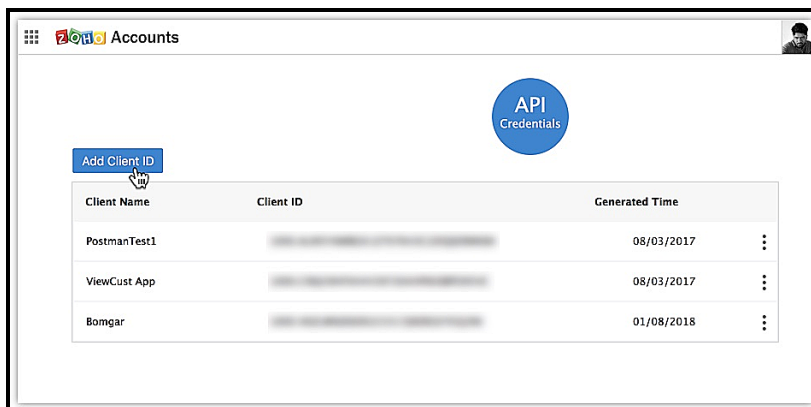 ZOHO Accounts
API
Credentials
Add Client ID
Client Name Client ID Generated Time
PostmanTest1 08/03/2017
ViewCust App 08/03/2017
Bomgar 01/08/2018